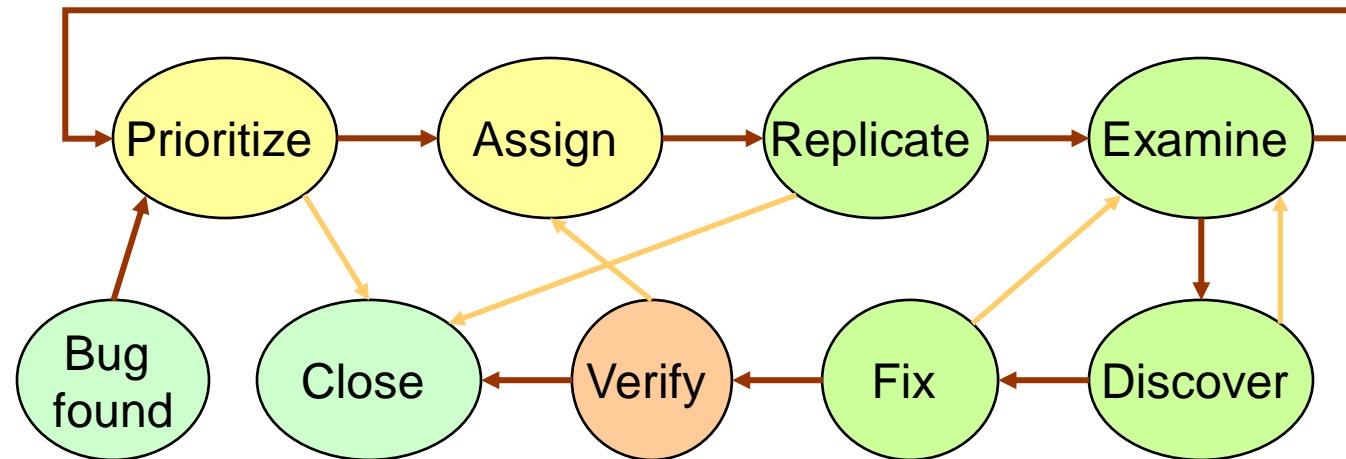 Prioritize
Assign
Replicate
Examine
Bug
found
Close
Verify
Fix
Discover